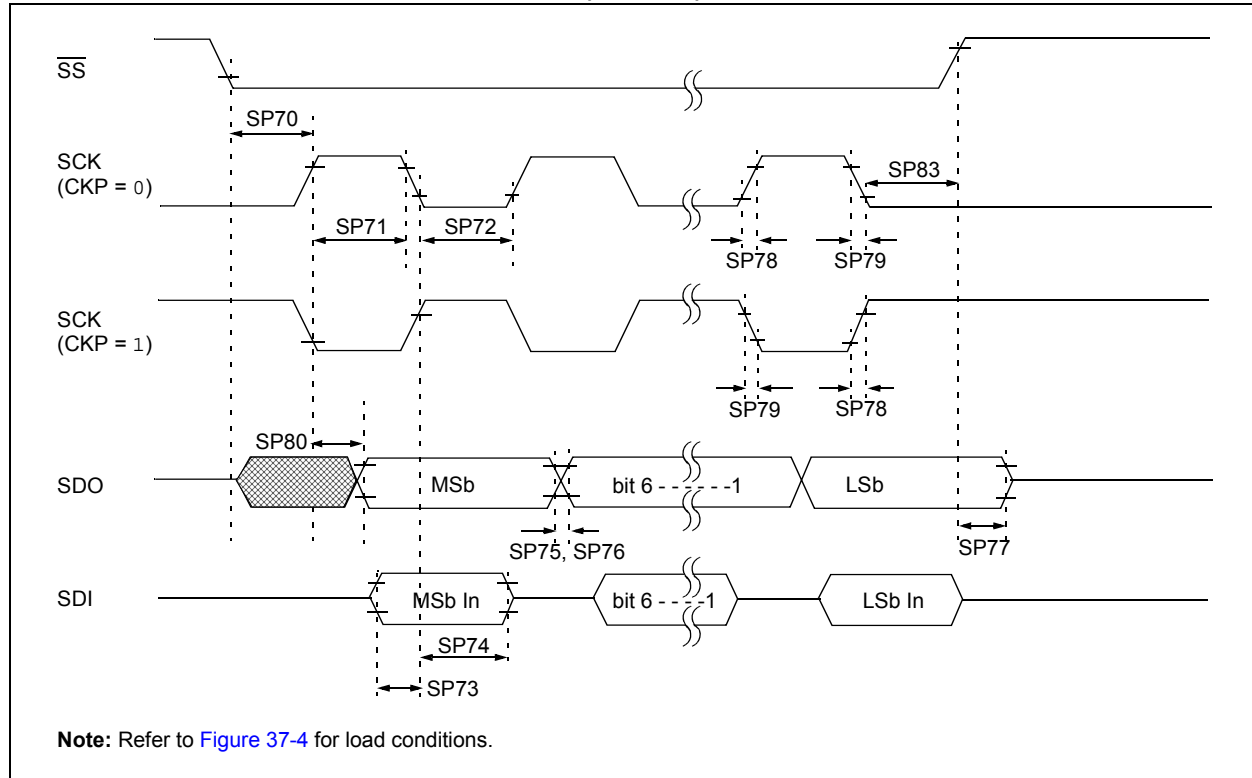 SS
SP70
SCK
(CKP = 0)
SP83
SP71
SP72
SP78
SP79
SCK
(CKP = 1)
SP79
SP78
SP80
SDO
MSb
bit 6 - - - - - - -1
LSb
SP75, SP76
SP77
SDI
MSb In
bit 6 - - - - -1
LSb In
SP74
SP73
Note: Refer to Figure 37-4 for load conditions.